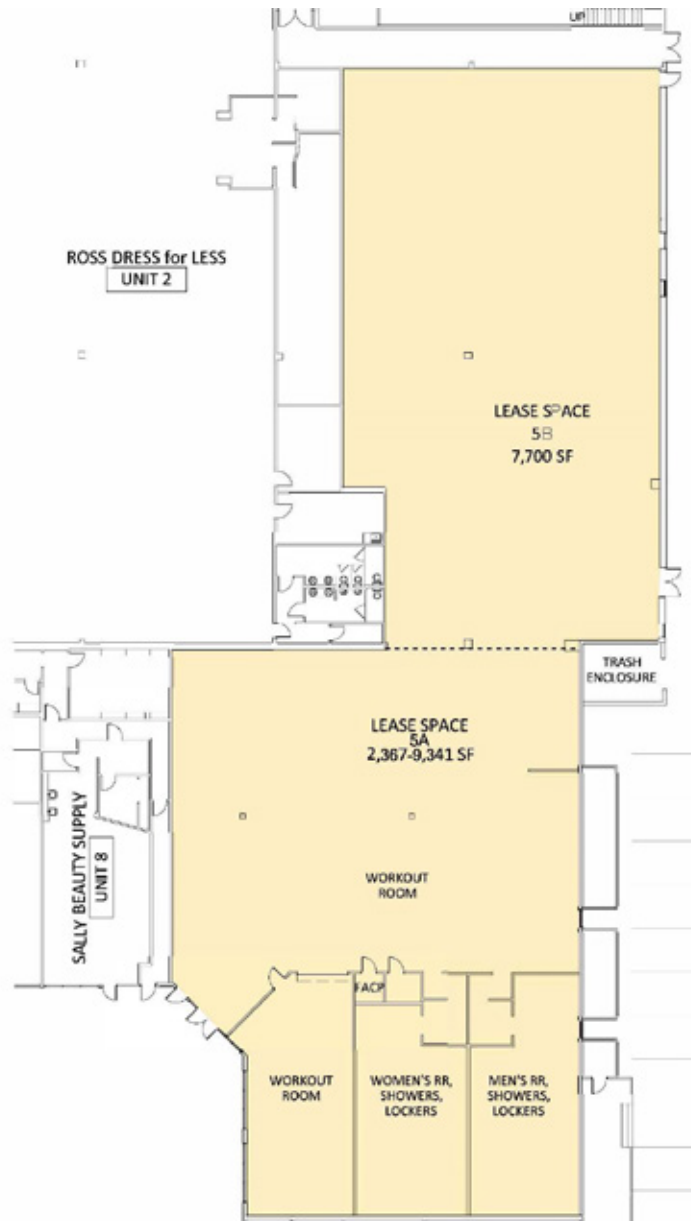 UP
ROSS DRESS for LESS
UNIT 2
LEASE SPACE
5B
7,700 SF
TRASH
ENCLOSURE
LEASE SPACE
5A
2,367-9,341 SF
SALLY BEAUTY SUPPLY
UNIT 8
WORKOUT
ROOM
FACP
WORKOUT
ROOM
WOMEN'S RR,
SHOWERS,
LOCKERS
MEN'S RR,
SHOWERS,
LOCKERS